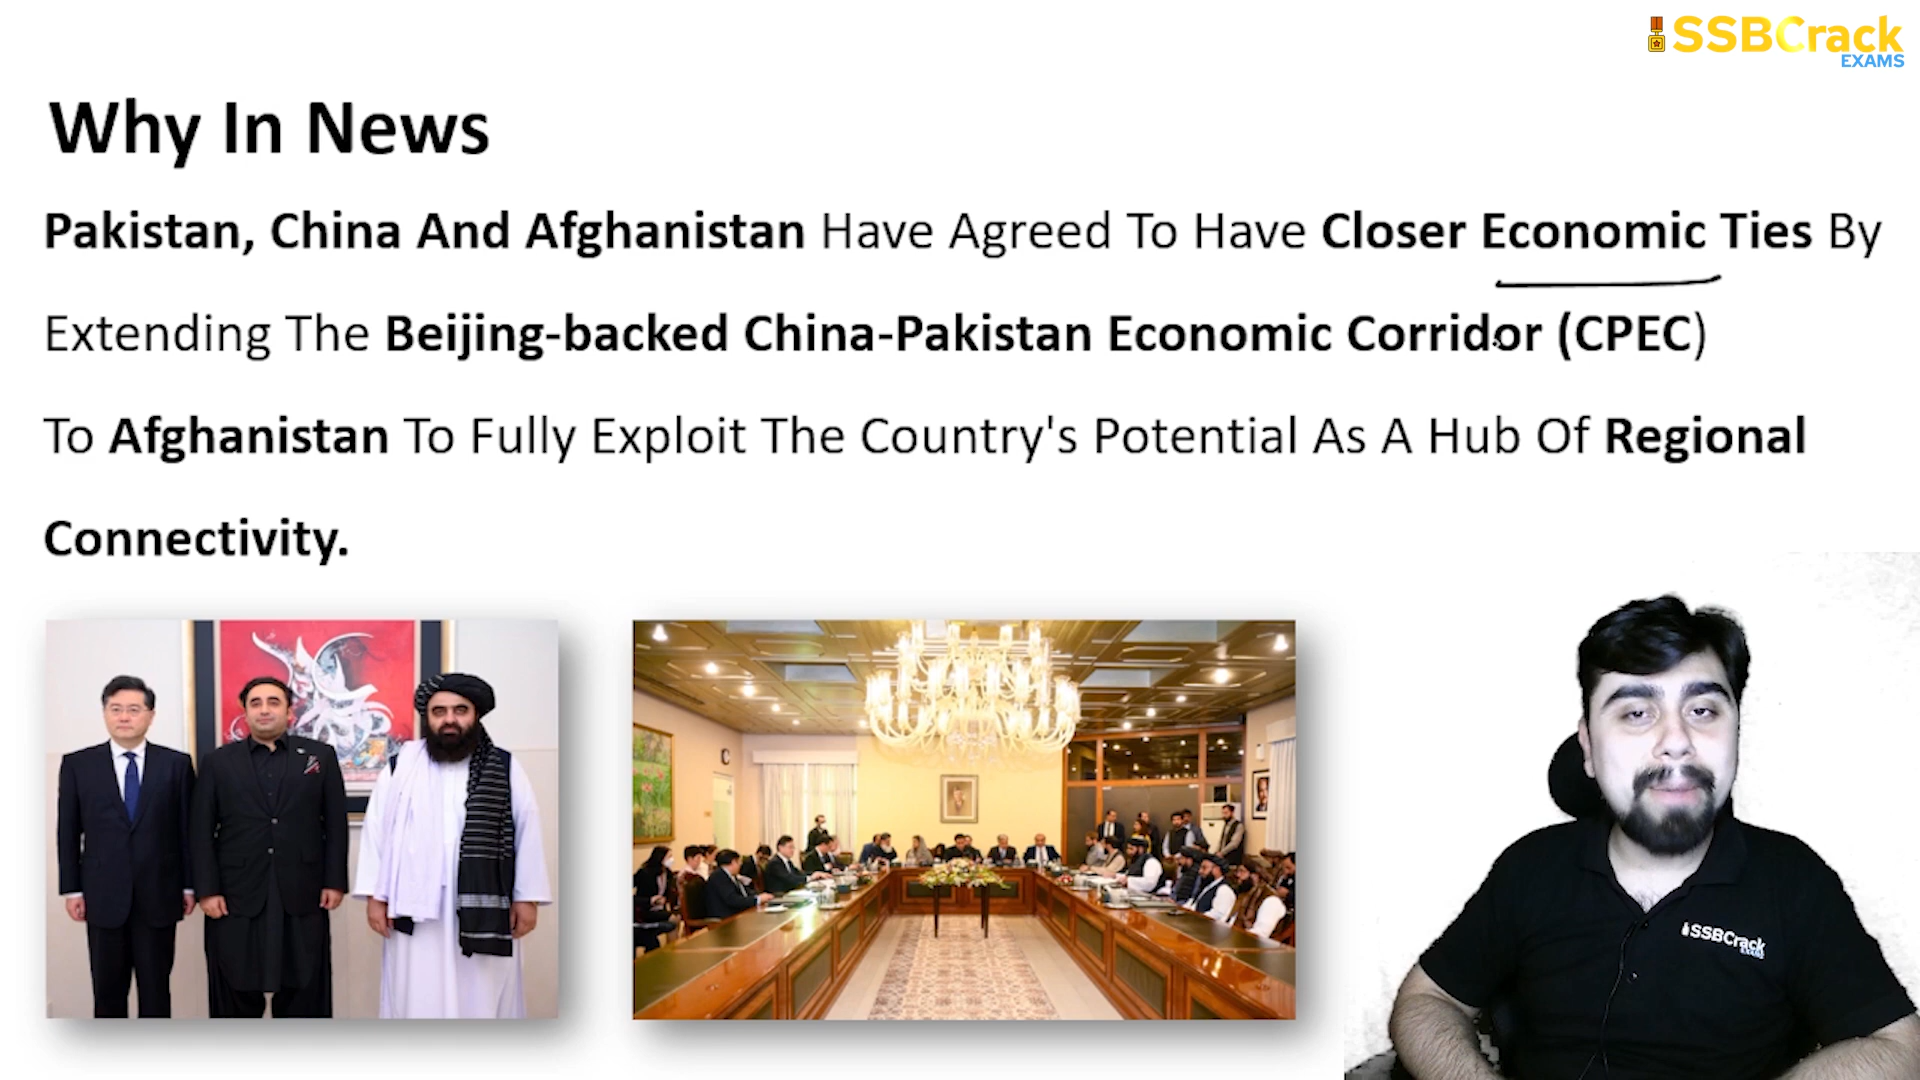 SSBCrack
EXAMS
Why In News
Pakistan, China And Afghanistan Have Agreed To Have Closer Economic Ties By
Extending The Beijing-backed China-Pakistan Economic Corridor (CPEC)
To Afghanistan To Fully Exploit The Country's Potential As A Hub Of Regional
Connectivity.
SSBCrack
EXAMS